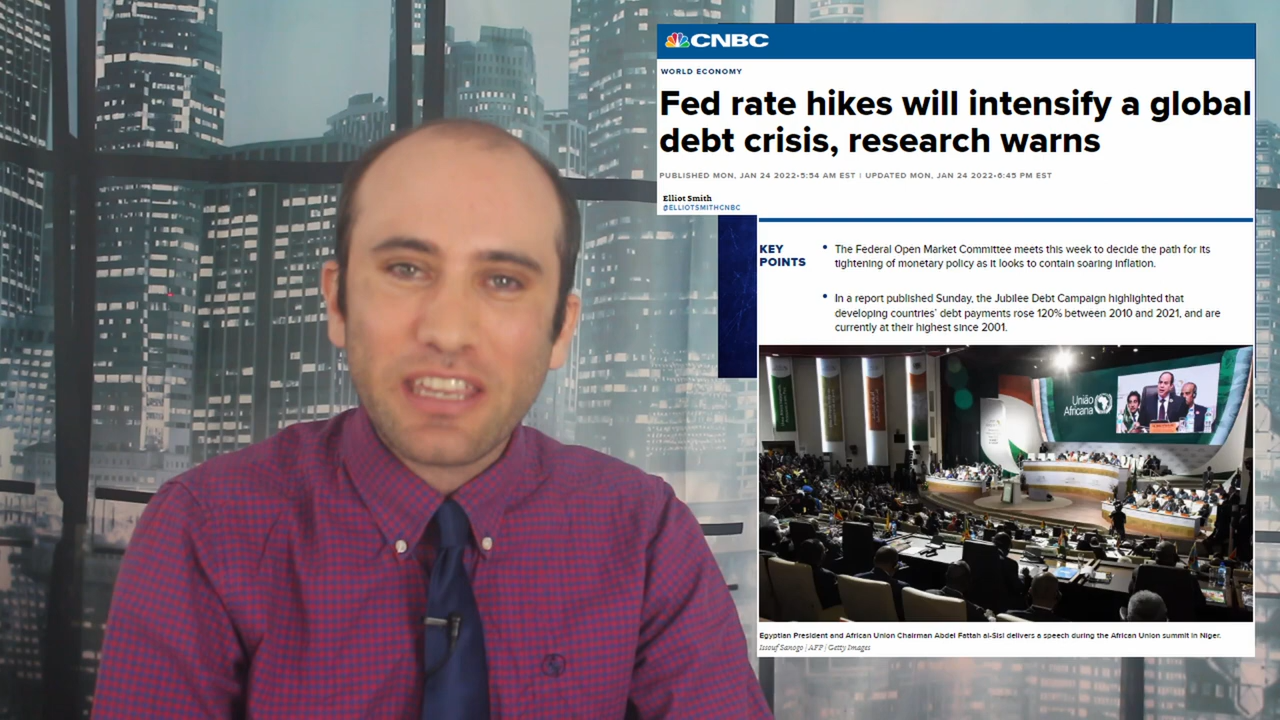 CNBC
WORLD ECONOMY
Fed rate hikes will intensify a global
debt crisis, research warns
PUBLISHED MON, JAN 24 2022•5:54 AM EST | UPDATED MON, JAN 24 2022•6:45 PM EST
Elliot Smith
@ELLIOTSMITHCNBC
KEY
POINTS
• The Federal Open Market Committee meets this week to decide the path for its
tightening of monetary policy as it looks to contain soaring inflation.
• In a report published Sunday, the Jubilee Debt Campaign highlighted that
developing countries' debt payments rose 120% between 2010 and 2021, and are
currently at their highest since 2001.
União
Africana
Egyptian President and African Union Chairman Abdel Fattah al-Sisi delivers a speech during the African Union summit in Niger.
Issouf Sanogo | AFP | Getty Images